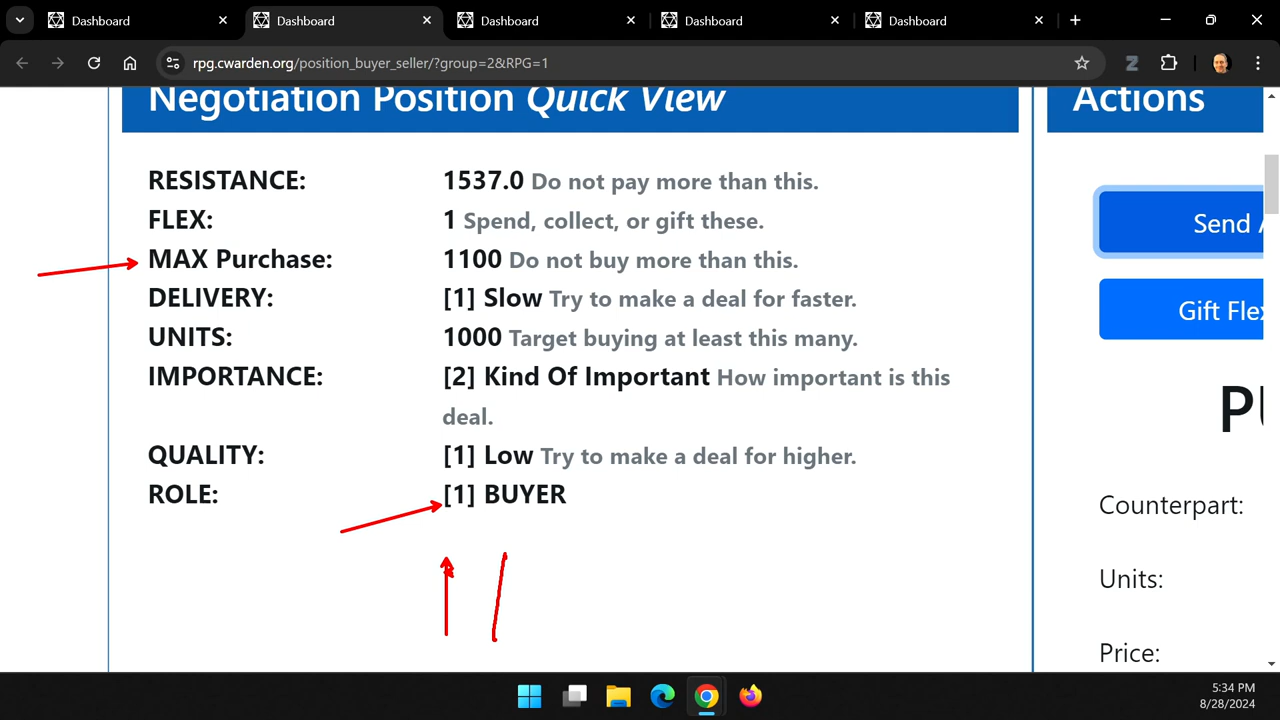 Dashboard
Dashboard
Dashboard
Dashboard
Dashboard
rpg.cwarden.org/position_buyer_seller/?group=2&RPG=1
Negotiation Position Quick View
Actions
RESISTANCE: 1537.0 Do not pay more than this.
FLEX: 1 Spend, collect, or gift these.
MAX Purchase: 1100 Do not buy more than this.
DELIVERY: [1] Slow Try to make a deal for faster.
UNITS: 1000 Target buying at least this many.
IMPORTANCE: [2] Kind Of Important How important is this
deal.
QUALITY: [1] Low Try to make a deal for higher.
ROLE: [1] BUYER
Send
Gift Fle
Counterpart:
Units:
Price:
5:34 PM
8/28/2024